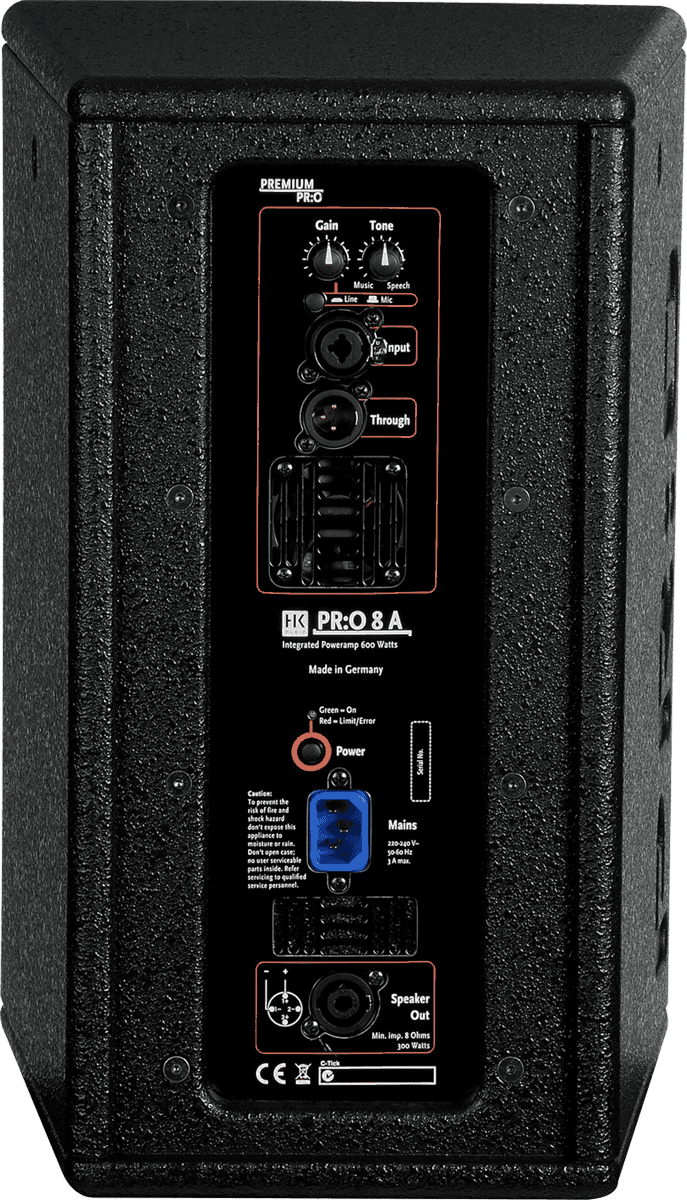 PREMIUM
PR:O
Gain Tone
Music Speech
Line Mic
Input
Through
HK PR:O 8 A
Integrated Poweramp 600 Watts
Made in Germany
Green = On
Red = Limit/Error
Power
Serial No.
Caution:
To prevent the
risk of fire and
shock hazard
don't expose this
appliance to
moisture or rain.
Don't open case;
no user serviceable
parts inside. Refer
servicing to qualified
service personnel.
Mains
220-240 V~
50-60 Hz
3 A max.
- +
1+
1- 2-
2+
Speaker
Out
Min. imp. 8 Ohms
300 Watts
C-Tick
CE